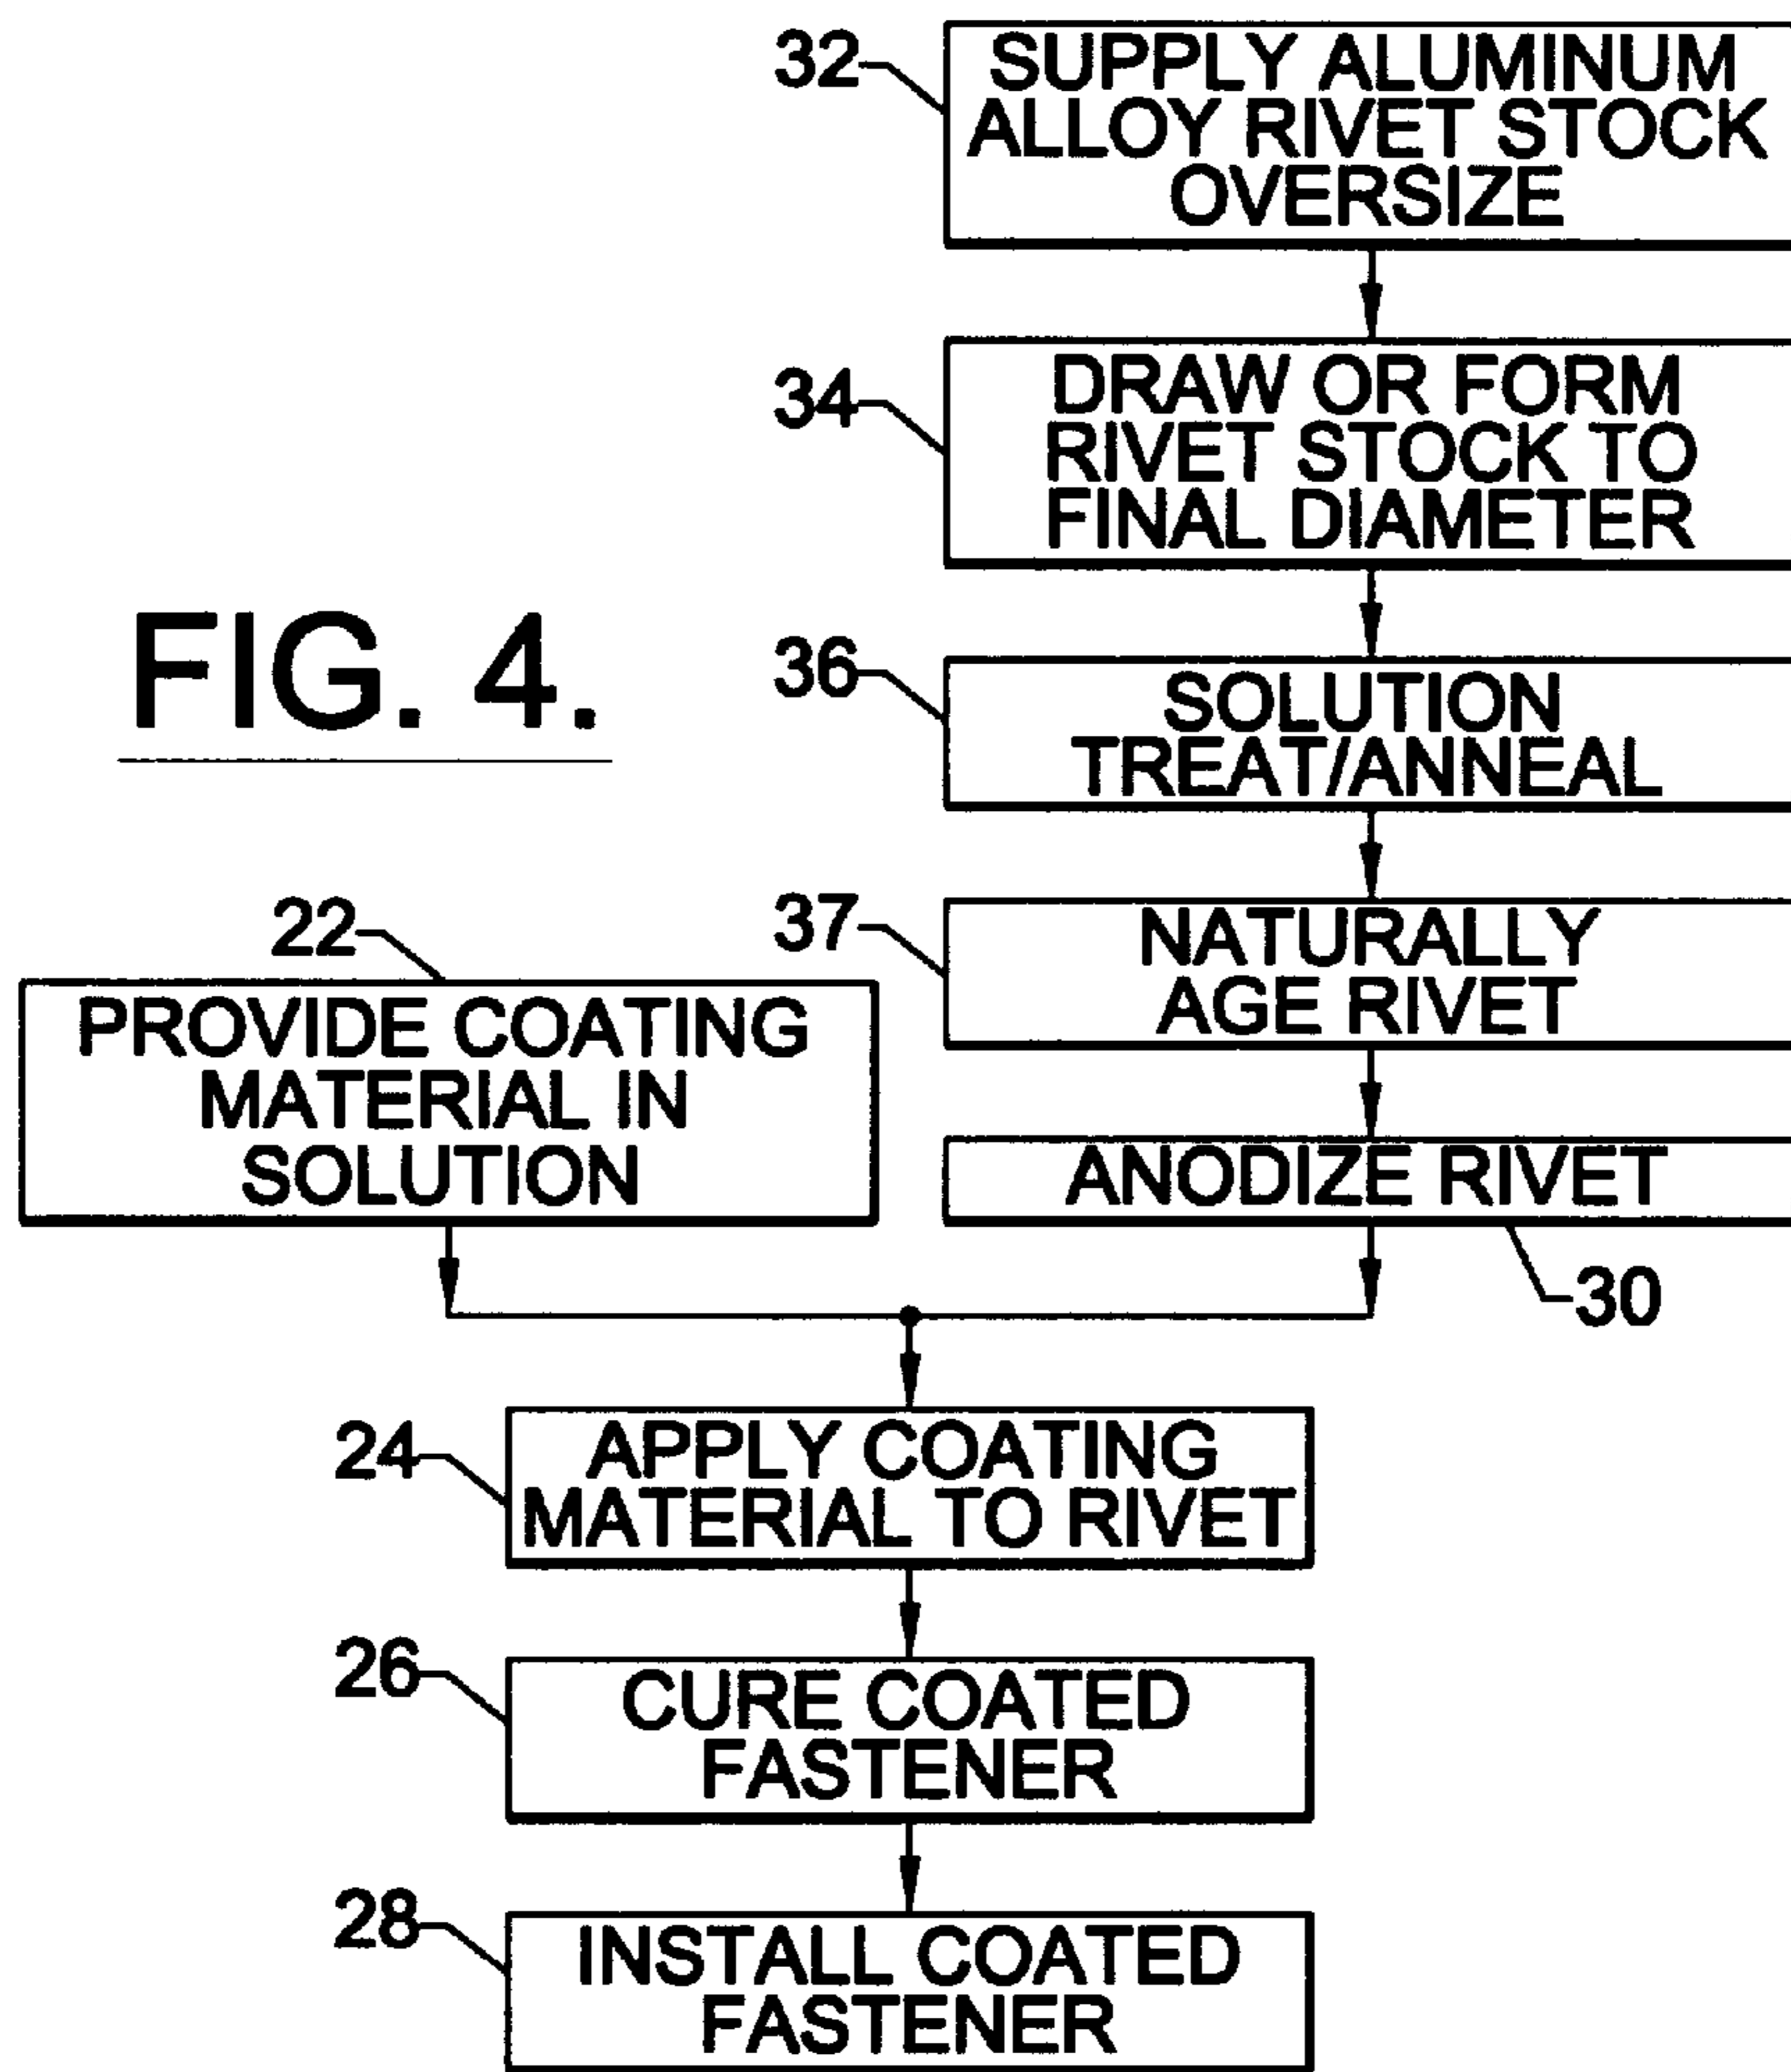 32
SUPPLY ALUMINUM
ALLOY RIVET STOCK
OVERSIZE
34
DRAW OR FORM
RIVET STOCK TO
FINAL DIAMETER
FIG. 4.
36
SOLUTION
TREAT/ANNEAL
37
NATURALLY
AGE RIVET
22
PROVIDE COATING
MATERIAL IN
SOLUTION
ANODIZE RIVET
30
24
APPLY COATING
MATERIAL TO RIVET
26
CURE COATED
FASTENER
28
INSTALL COATED
FASTENER